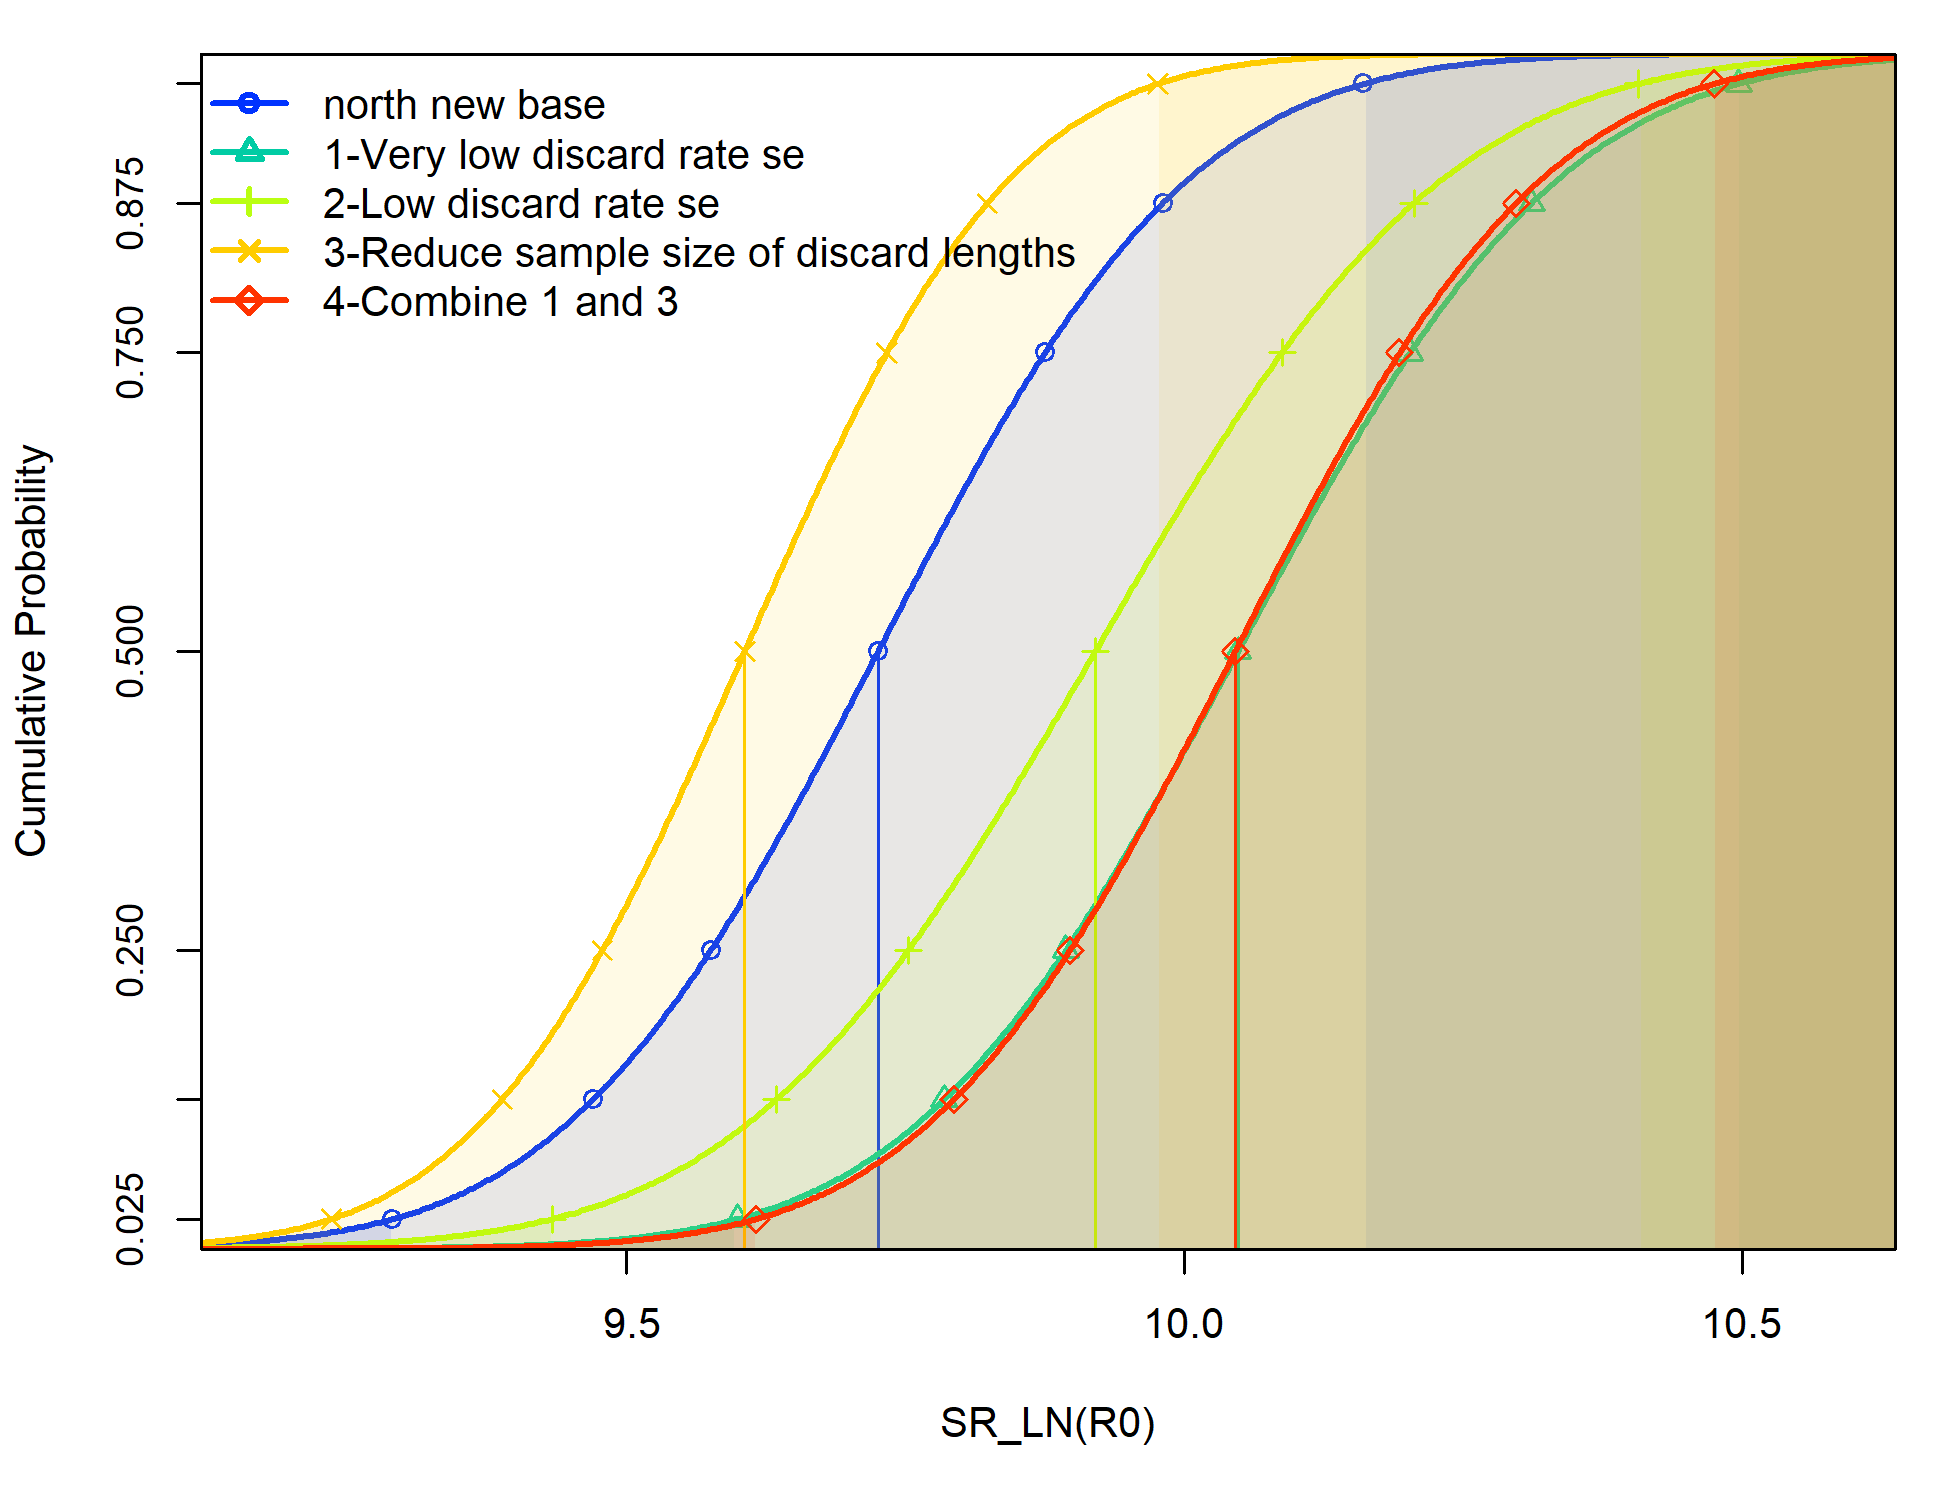 north new base
1-Very low discard rate se
2-Low discard rate se
3-Reduce sample size of discard lengths
4-Combine 1 and 3
Cumulative Probability
0.875
0.750
0.500
0.250
0.025
9.5
10.0
10.5
SR_LN(R0)